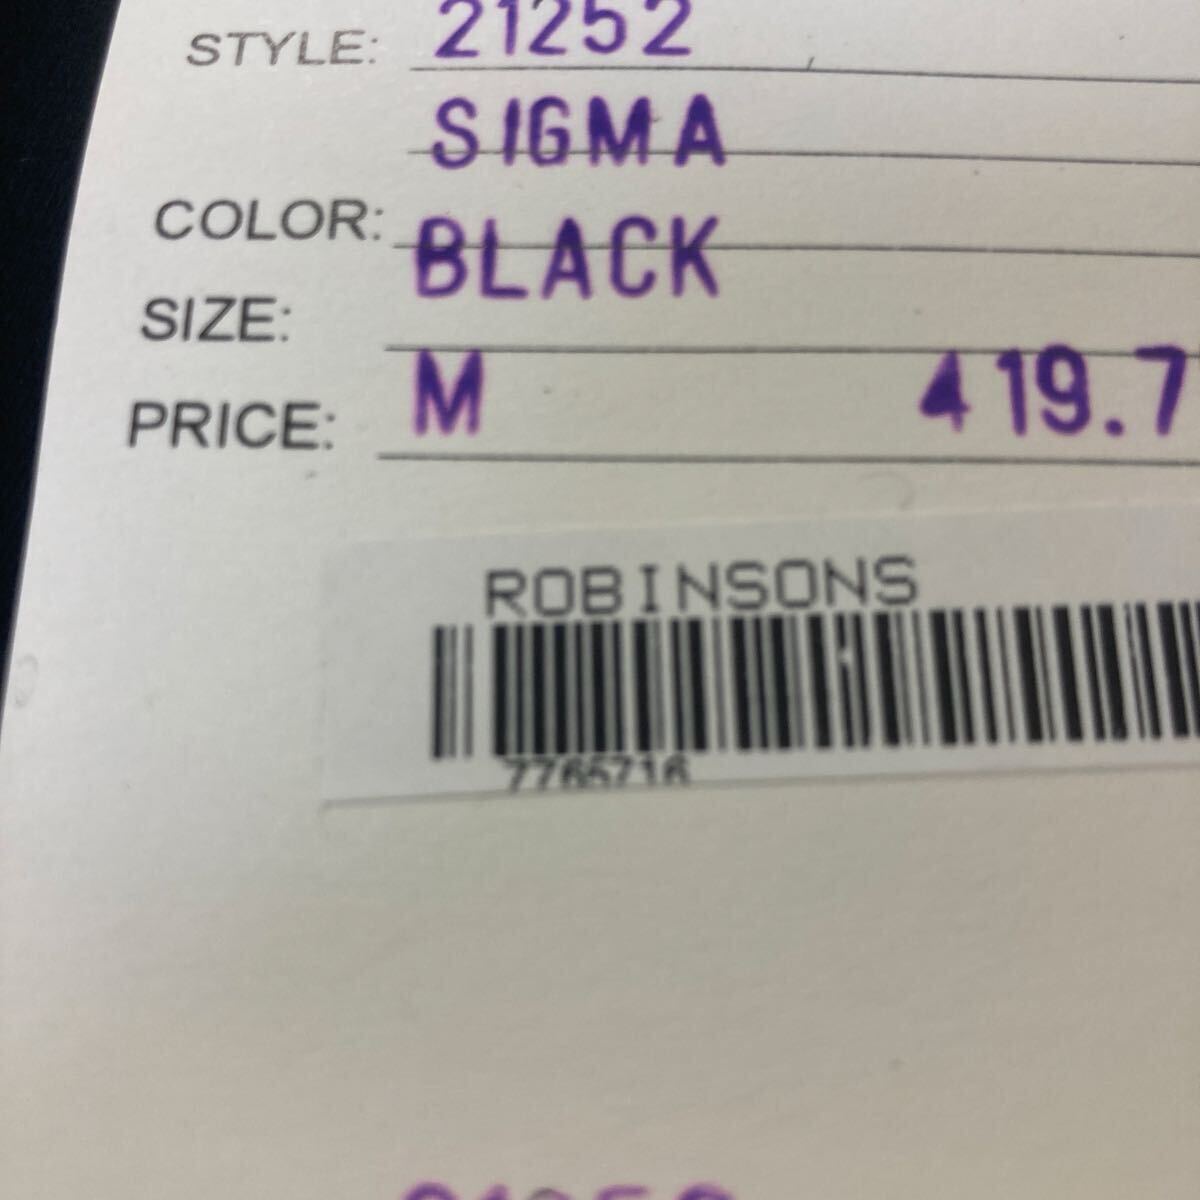 STYLE: 21252
SIGMA
COLOR: BLACK
SIZE:
PRICE: M 419.7
ROBINSONS
7765716